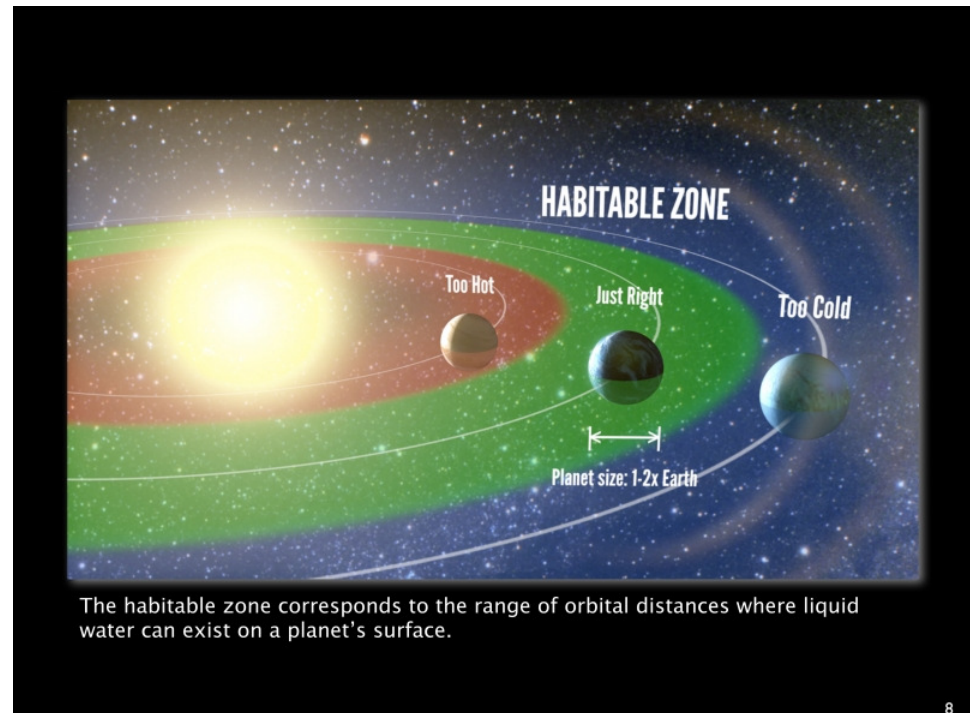 HABITABLE ZONE
Too Hot
Just Right
Too Cold
Planet size: 1-2x Earth
The habitable zone corresponds to the range of orbital distances where liquid
water can exist on a planet's surface.
8